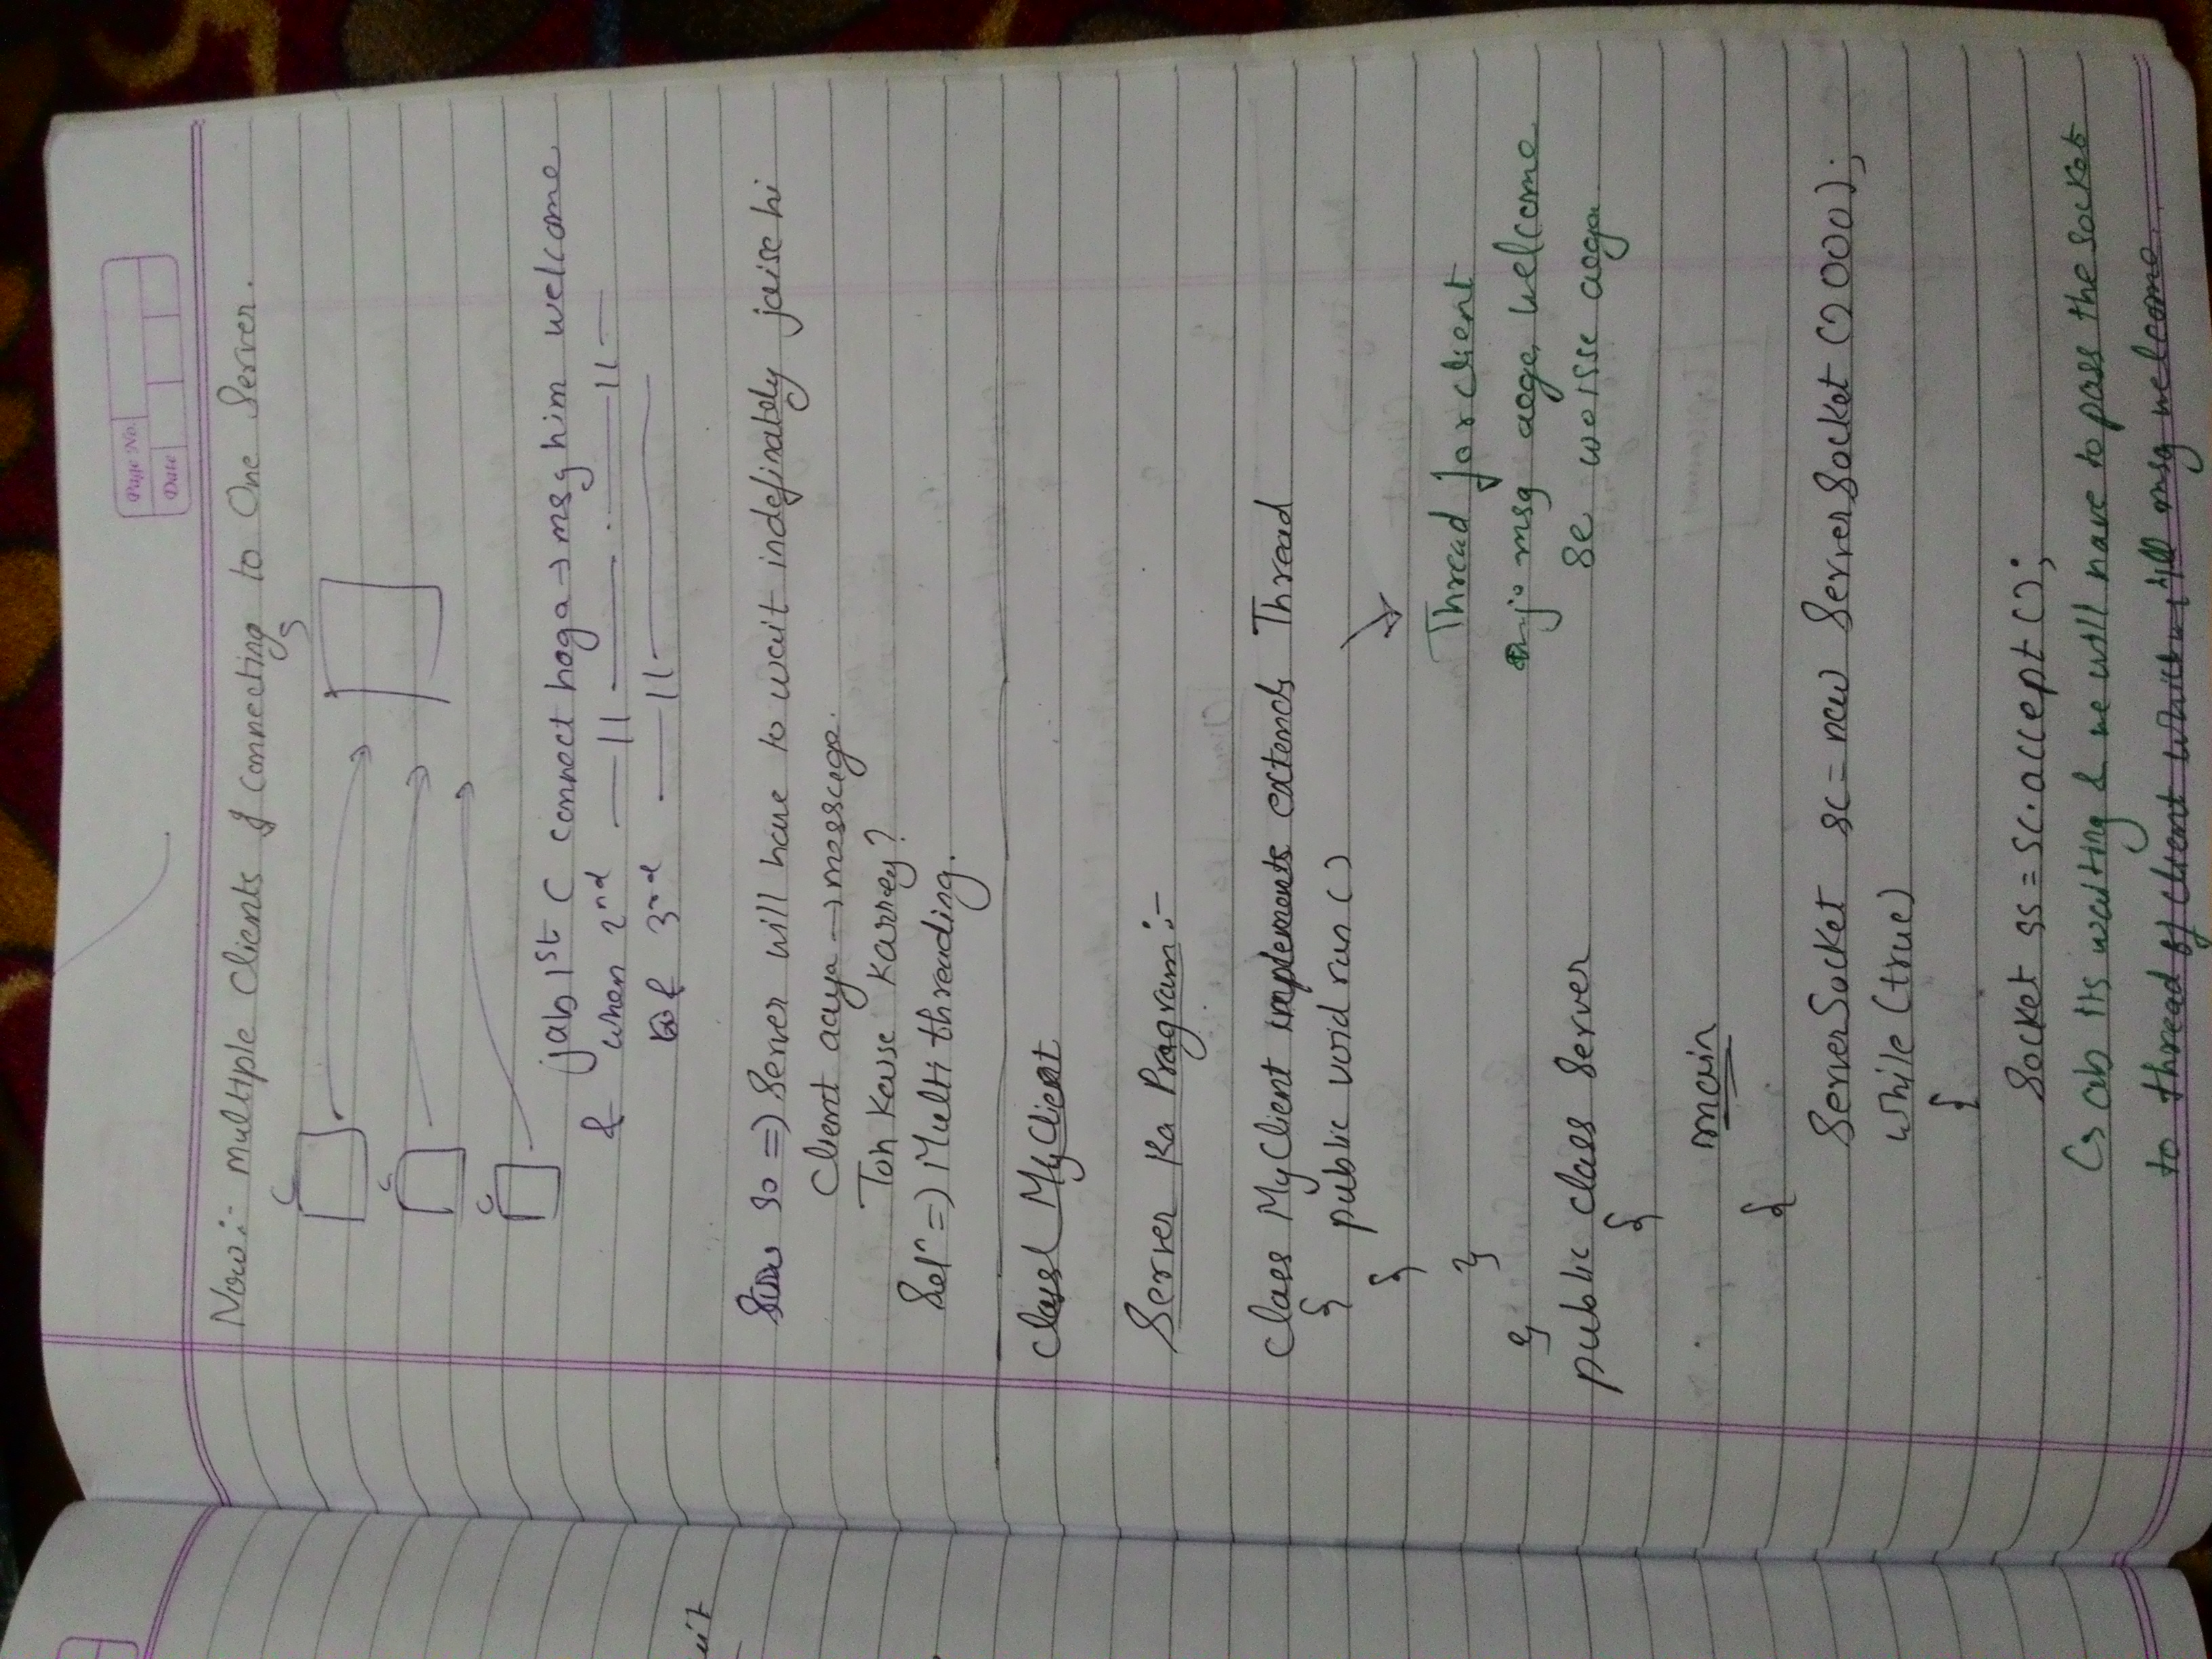 Page No.
Date
Now:- multiple Clients & connecting to One Server.
C
S
C
C
jab 1st C connect hoga → msg him welcome
& when 2nd —11— . —11—
& 3rd —11—
So => Server will have to wait indefinately jaise hi
Client aaya → message.
Toh Kaise Karney?
Solⁿ => Multi threading.
Class MyClient
Server Ka Program :-
Class MyClient implements extends Thread
{ public void run ()
{
Thread for client
}
jo msg aega welcome
}
public class Server
se woisse aega
{
main
{
ServerSocket sc = new ServerSocket (2000);
while (true)
{
Socket ss = sc.accept ();
↳ ab its waiting & we will have to pass the socket
to thread of client which will msg welcome.
uit